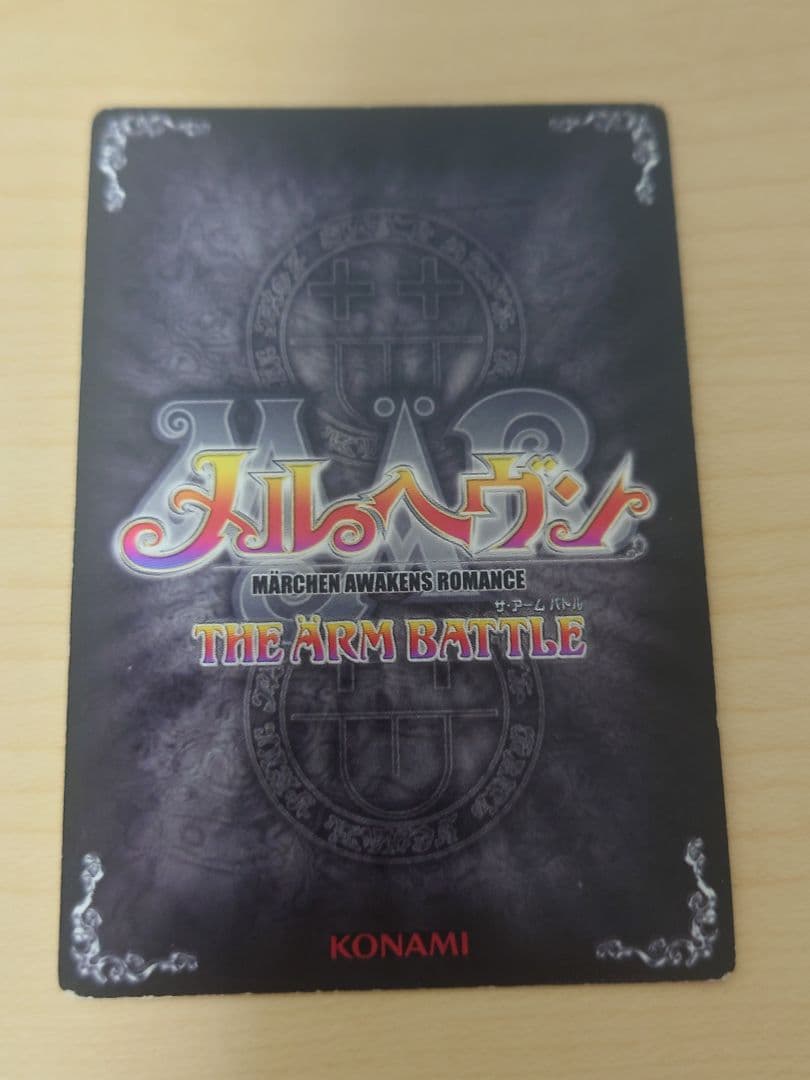 MÄR
メルヘヴン
MÄRCHEN AWAKENS ROMANCE
ザ・アーム バトル
THE ÄRM BATTLE
KONAMI